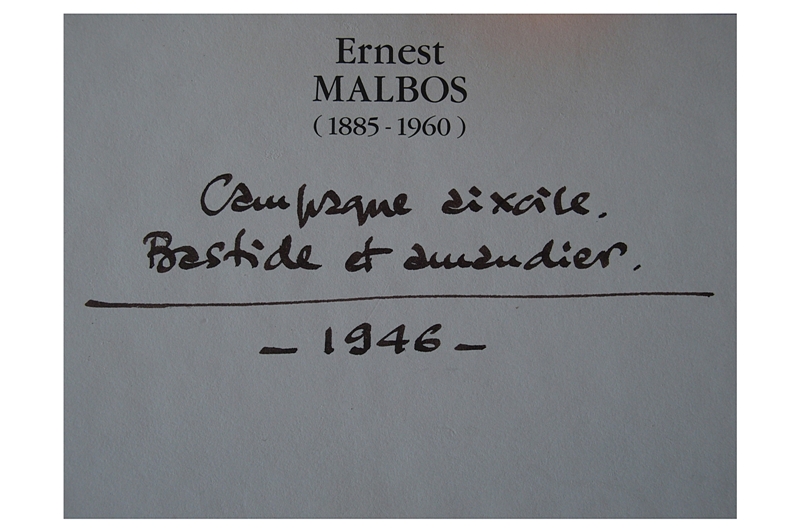 Ernest
MALBOS
(1885-1960)
Campagne aixoise.
Bastide et amandier.
- 1946 -